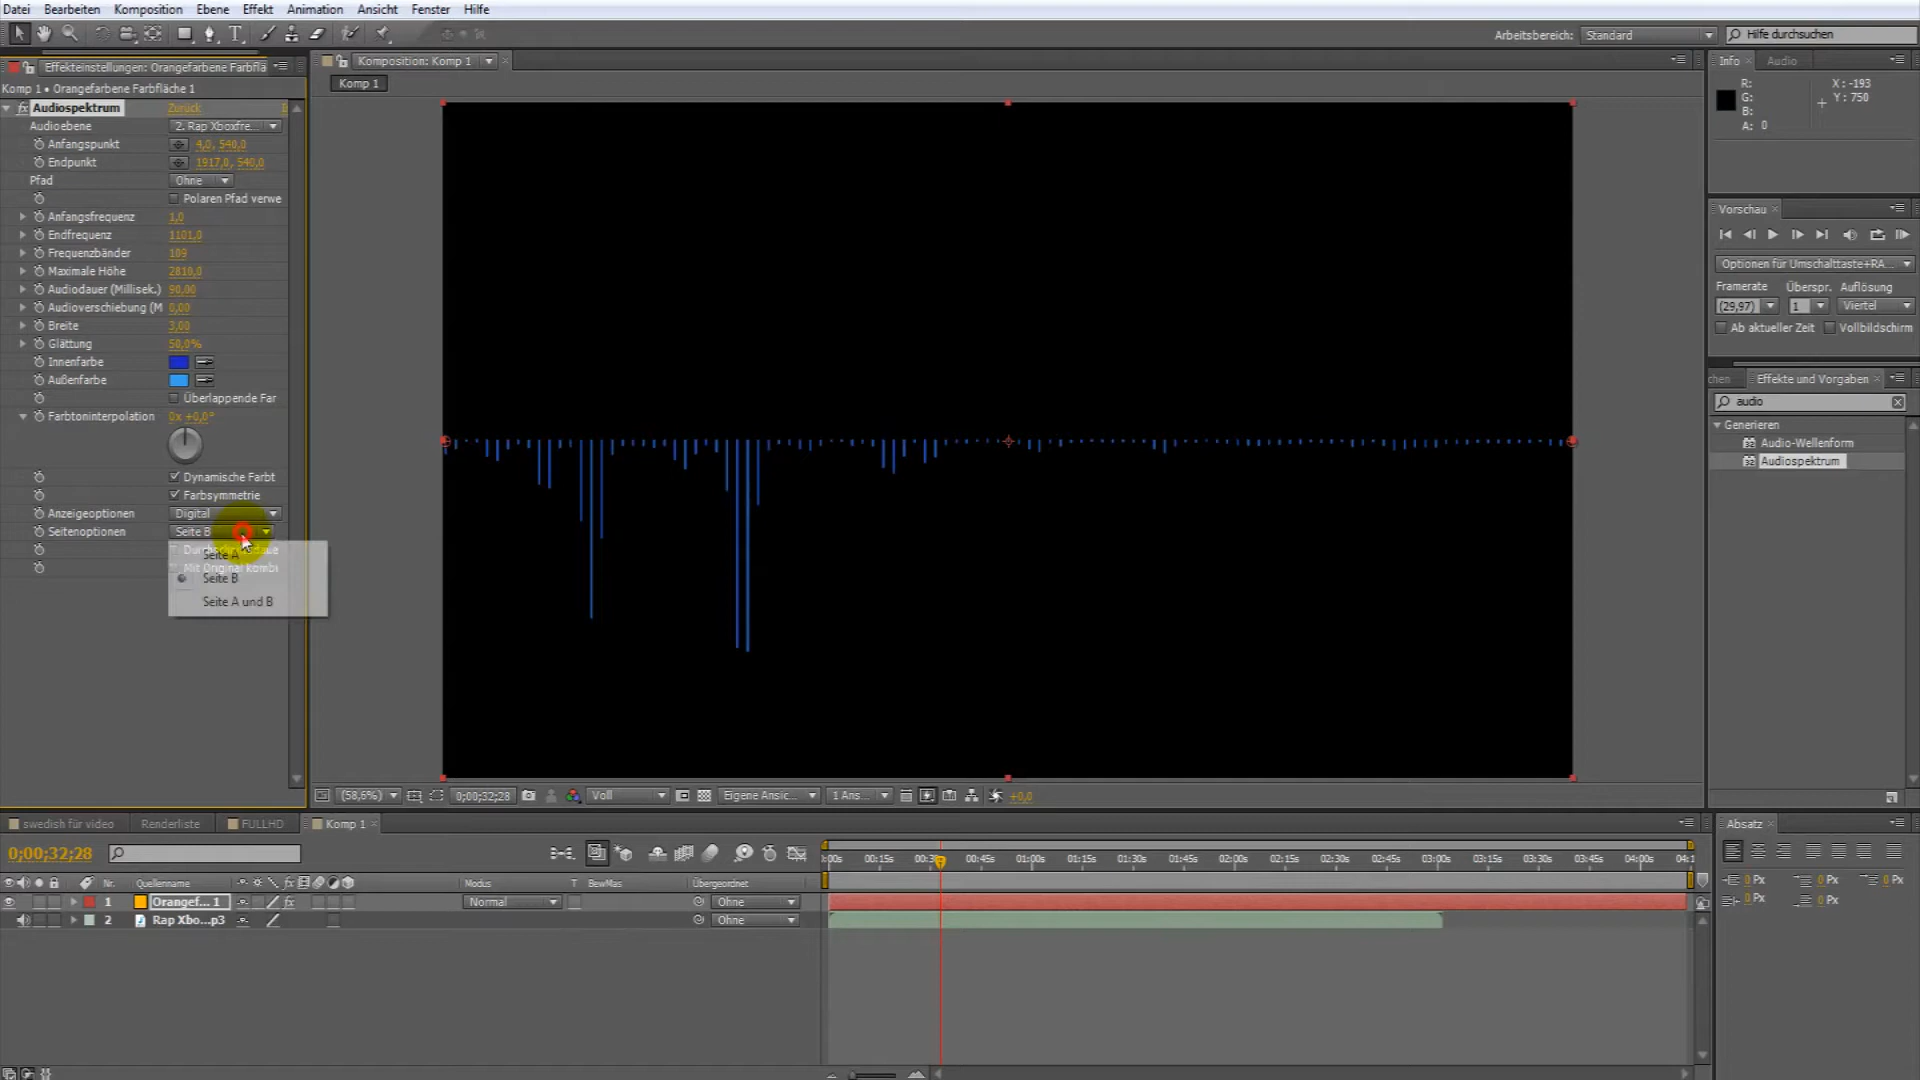 Datei Bearbeiten Komposition Ebene Effekt Animation Ansicht Fenster Hilfe
Arbeitsbereich: Standard Hilfe durchsuchen
Effekteinstellungen: Orangefarbene Farbflä
Komposition: Komp 1
Info Audio
Komp 1 • Orangefarbene Farbfläche 1
Komp 1
R: X: -193
G: Y: 750
B:
A: 0
Audiospektrum Zurück
Audioebene 2. Rap Xboxfre...
Anfangspunkt 4,0, 540,0
Endpunkt 1917,0, 540,0
Pfad Ohne
Polaren Pfad verwe
Anfangsfrequenz 1,0
Endfrequenz 1101,0
Frequenzbänder 109
Maximale Höhe 2810,0
Audiodauer (Millisek.) 90,00
Audioverschiebung (M 0,00
Breite 3,00
Glättung 50,0%
Innenfarbe
Außenfarbe
Überlappende Far
Farbtoninterpolation 0x +0,0°
Dynamische Farbt
Farbsymmetrie
Anzeigeoptionen Digital
Seitenoptionen Seite B
Seite A
Mit Original kombi
Seite B
Seite A und B
Vorschau
Optionen für Umschalttaste+RA...
Framerate Überspr. Auflösung
(29,97) 1 Viertel
Ab aktueller Zeit Vollbildschirm
chen Effekte und Vorgaben
audio
Generieren
Audio-Wellenform
Audiospektrum
(58,6%) 0;00;32;28 Voll Eigene Ansic... 1 Ans... +0,0
swedish für video Renderliste FULLHD Komp 1
Absatz
0;00;32;28
:00s 00:15s 00:3 00:45s 01:00s 01:15s 01:30s 01:45s 02:00s 02:15s 02:30s 02:45s 03:00s 03:15s 03:30s 03:45s 04:00s 04:1
Nr. Quellenname Modus T BewMas Übergeordnet
1 Orangef... 1 Normal Ohne
2 Rap Xbo...p3 Ohne
0 Px 0 Px 0 Px
0 Px 0 Px